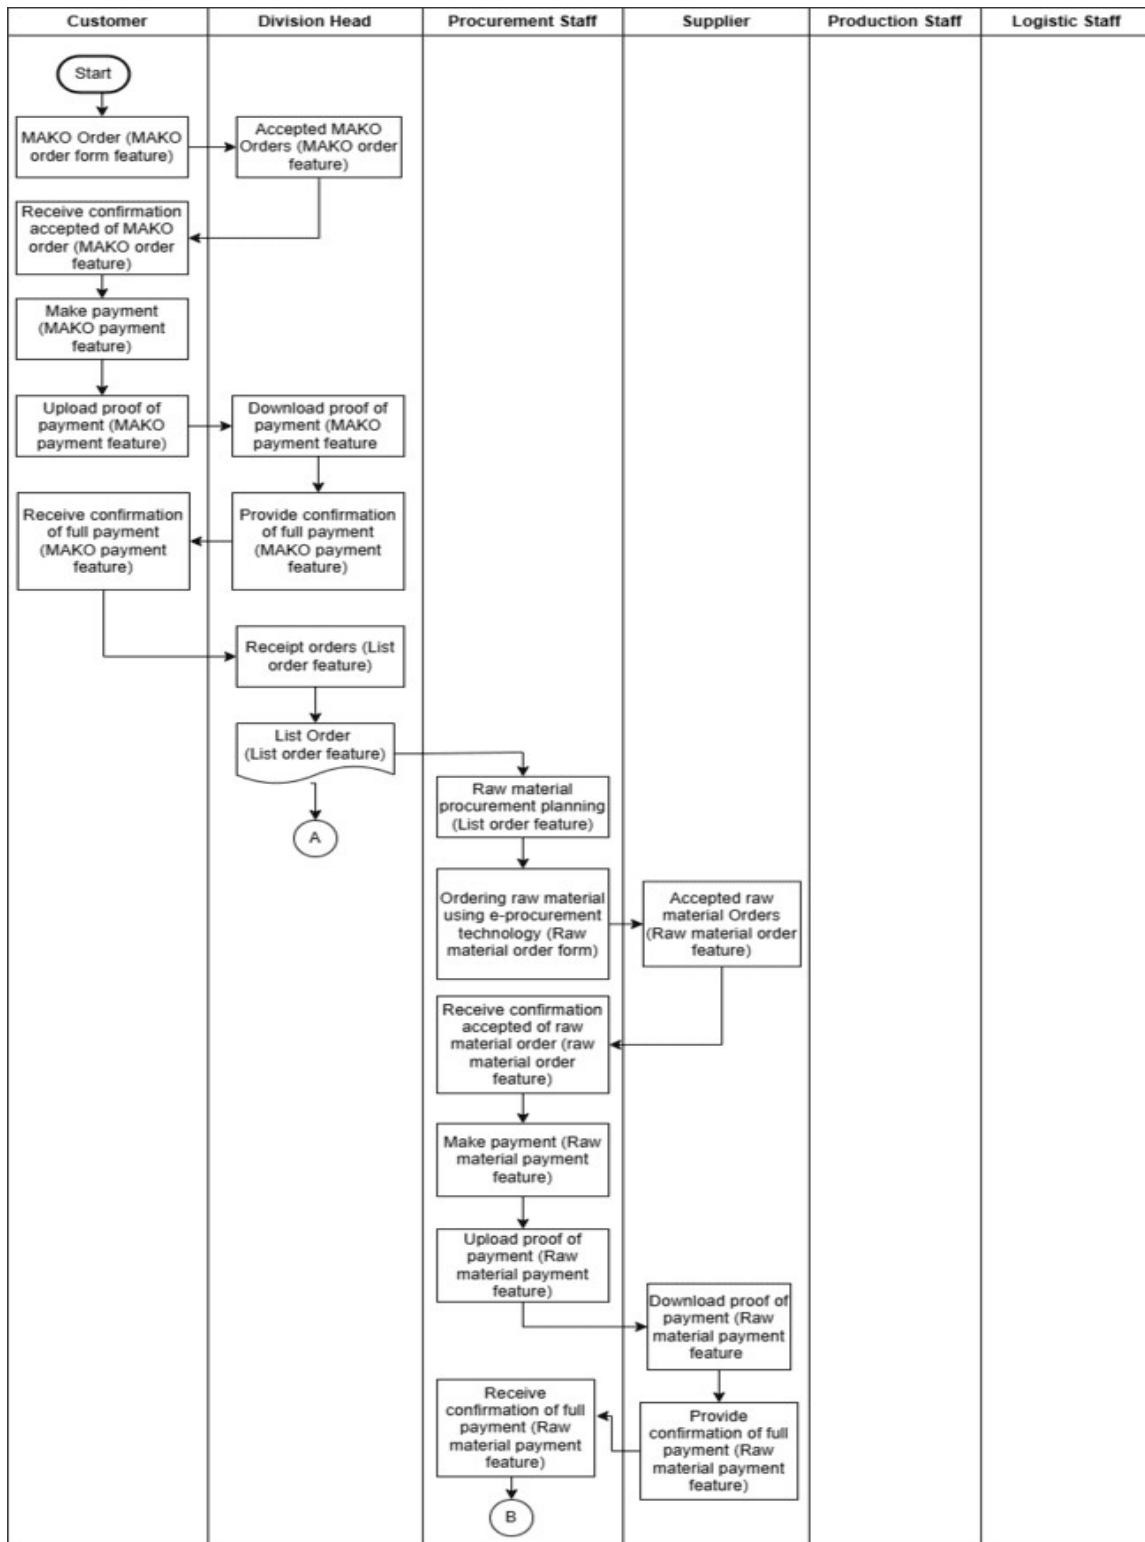 Customer
Division Head
Procurement Staff
Supplier
Production Staff
Logistic Staff
Start
MAKO Order (MAKO
order form feature)
Accepted MAKO
Orders (MAKO order
feature)
Receive confirmation
accepted of MAKO
order (MAKO order
feature)
Make payment
(MAKO payment
feature)
Upload proof of
payment (MAKO
payment feature)
Download proof of
payment (MAKO
payment feature
Receive confirmation
of full payment
(MAKO payment
feature)
Provide confirmation
of full payment
(MAKO payment
feature)
Receipt orders (List
order feature)
List Order
(List order feature)
A
Raw material
procurement planning
(List order feature)
Ordering raw material
using e-procurement
technology (Raw
material order form)
Accepted raw
material Orders
(Raw material order
feature)
Receive confirmation
accepted of raw
material order (raw
material order
feature)
Make payment (Raw
material payment
feature)
Upload proof of
payment (Raw
material payment
feature)
Download proof of
payment (Raw
material payment
feature
Receive
confirmation of full
payment (Raw
material payment
feature)
Provide
confirmation of full
payment (Raw
material payment
feature)
B